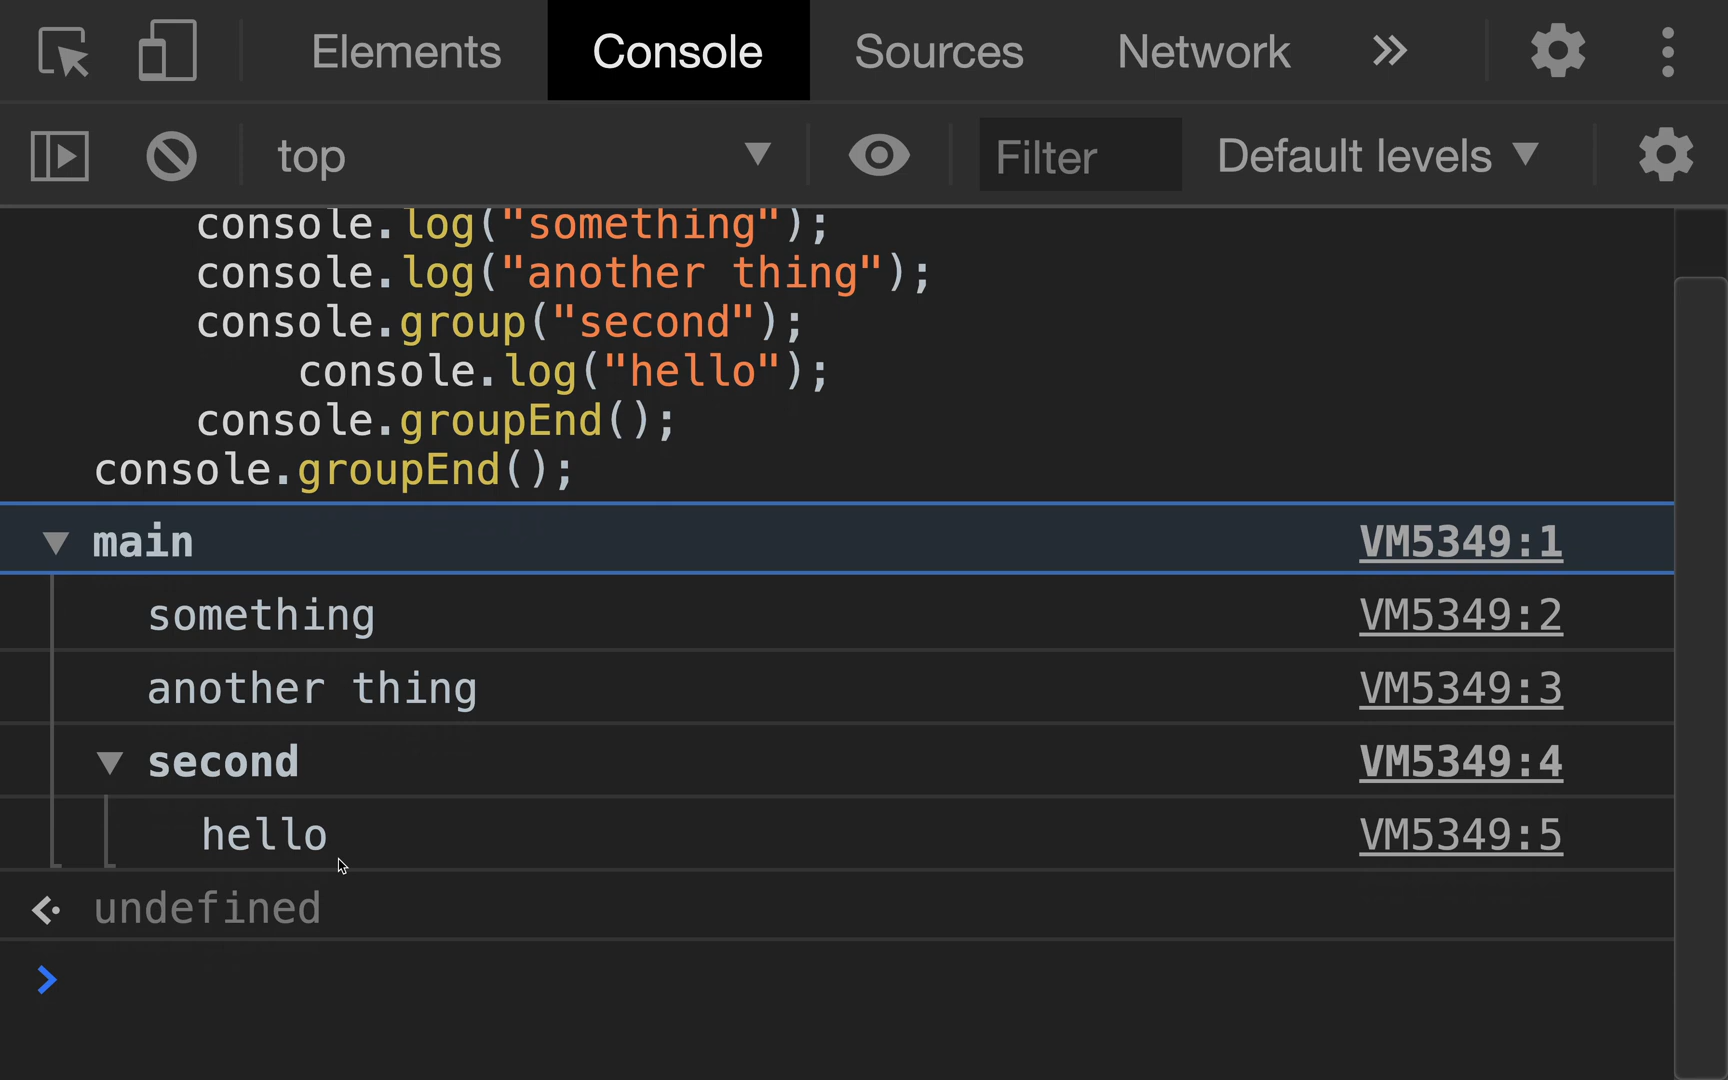 Elements Console Sources Network
top Filter Default levels
console.log("something");
console.log("another thing");
console.group("second");
console.log("hello");
console.groupEnd();
console.groupEnd();
main VM5349:1
something VM5349:2
another thing VM5349:3
second VM5349:4
hello VM5349:5
undefined